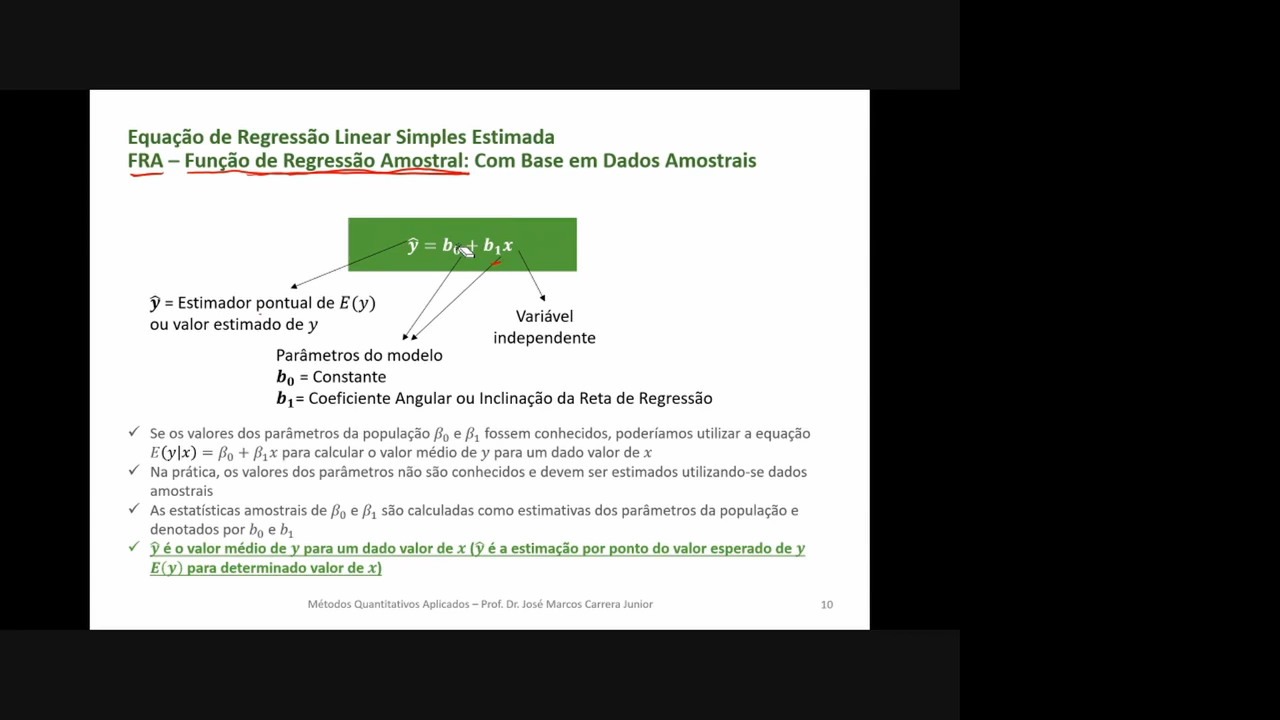 Equação de Regressão Linear Simples Estimada
FRA – Função de Regressão Amostral: Com Base em Dados Amostrais
ŷ = b₀ + b₁x
ŷ = Estimador pontual de E(y)
ou valor estimado de y
Variável
independente
Parâmetros do modelo
b₀ = Constante
b₁= Coeficiente Angular ou Inclinação da Reta de Regressão
✓ Se os valores dos parâmetros da população β₀ e β₁ fossem conhecidos, poderíamos utilizar a equação
E(y|x) = β₀ + β₁x para calcular o valor médio de y para um dado valor de x
✓ Na prática, os valores dos parâmetros não são conhecidos e devem ser estimados utilizando-se dados
amostrais
✓ As estatísticas amostrais de β₀ e β₁ são calculadas como estimativas dos parâmetros da população e
denotados por b₀ e b₁
✓ ŷ é o valor médio de y para um dado valor de x (ŷ é a estimação por ponto do valor esperado de y
E(y) para determinado valor de x)
Métodos Quantitativos Aplicados – Prof. Dr. José Marcos Carrera Junior
10